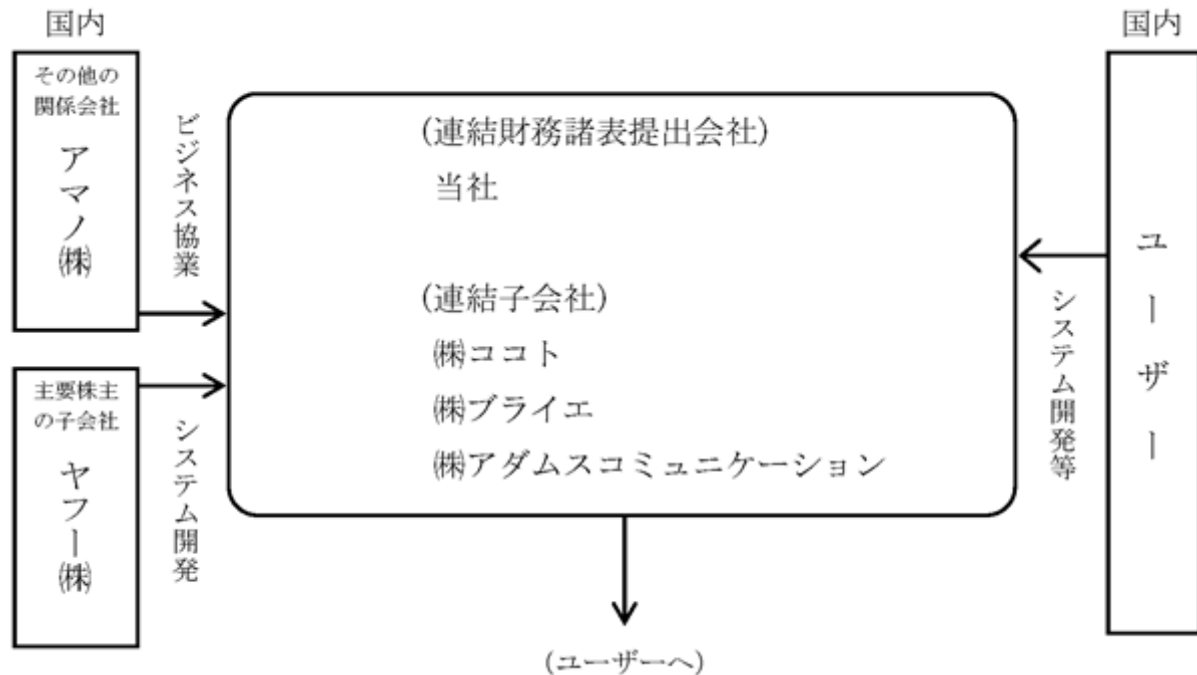 国内
その他の
関係会社
アマノ㈱
ビジネス協業
主要株主
の子会社
ヤフー㈱
システム開発
(連結財務諸表提出会社)
当社
(連結子会社)
㈱ココト
㈱ブライエ
㈱アダムスコミュニケーション
(ユーザーへ)
国内
ユーザー
システム開発等